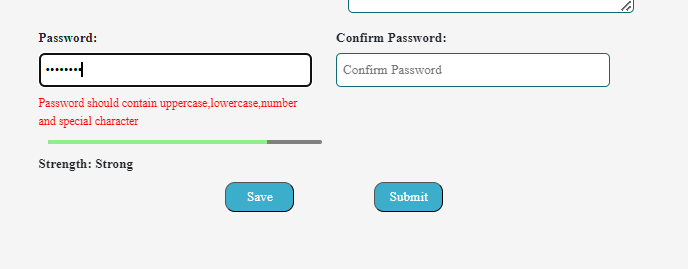 Password:
Confirm Password:
••••••••
Confirm Password
Password should contain uppercase,lowercase,number
and special character
Strength: Strong
Save
Submit